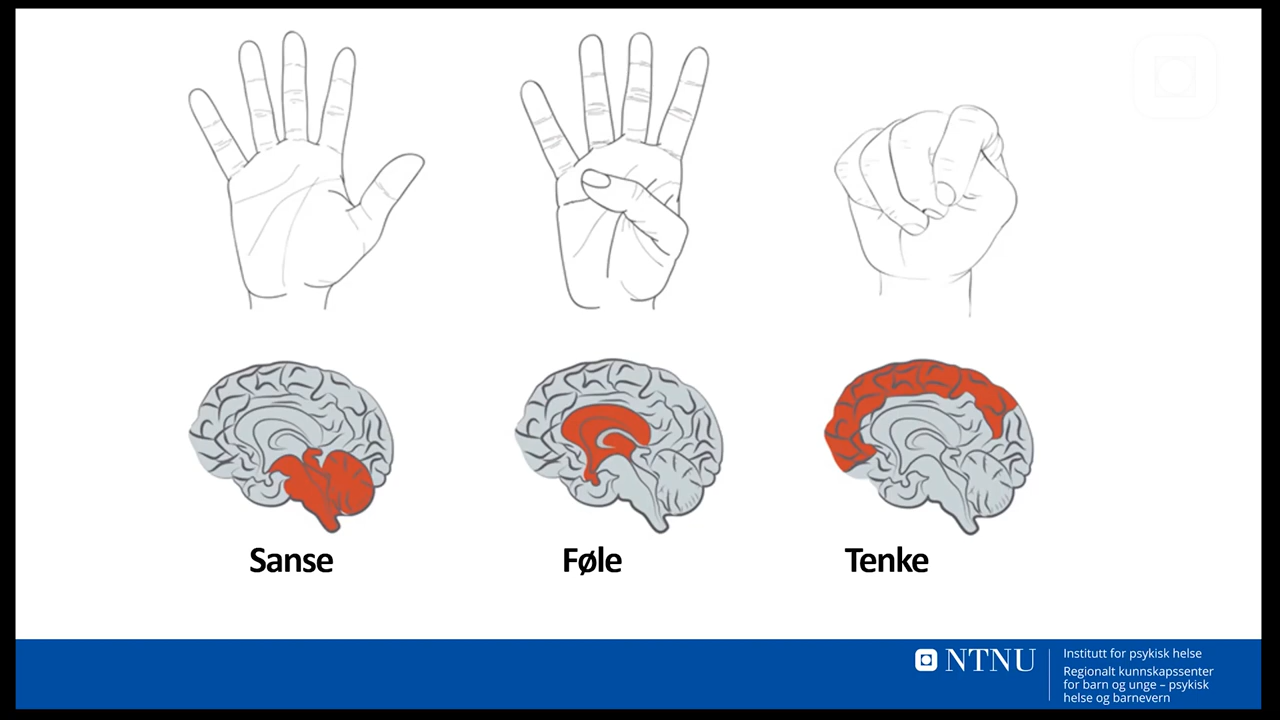 Sanse
Føle
Tenke
NTNU
Institutt for psykisk helse
Regionalt kunnskapssenter
for barn og unge – psykisk
helse og barnevern